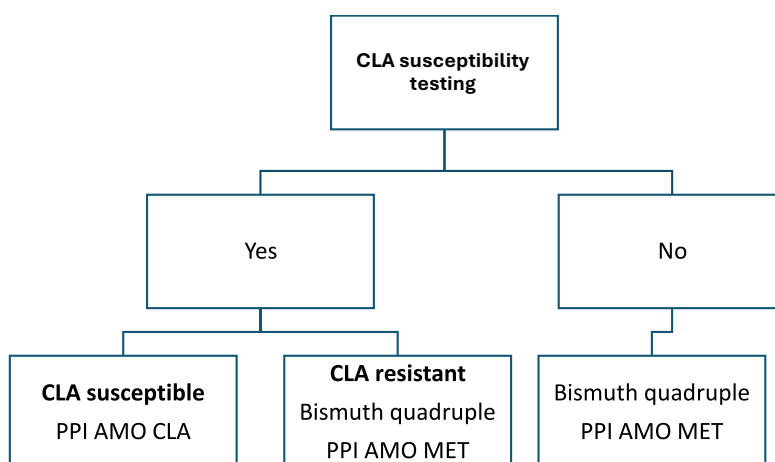 CLA susceptibility
testing
Yes
No
CLA susceptible
PPI AMO CLA
CLA resistant
Bismuth quadruple
PPI AMO MET
Bismuth quadruple
PPI AMO MET